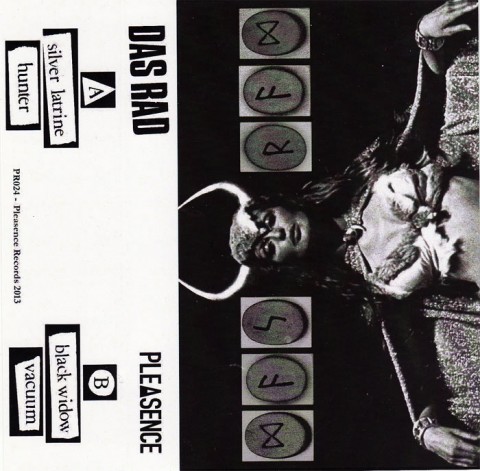 DAS RAD
A
silver latrine
hunter
PR024 - Pleasence Records 2013
PLEASENCE
B
black widow
vacuum
ᛞ ᚨ ᛋ ᚱ ᚨ ᛞ